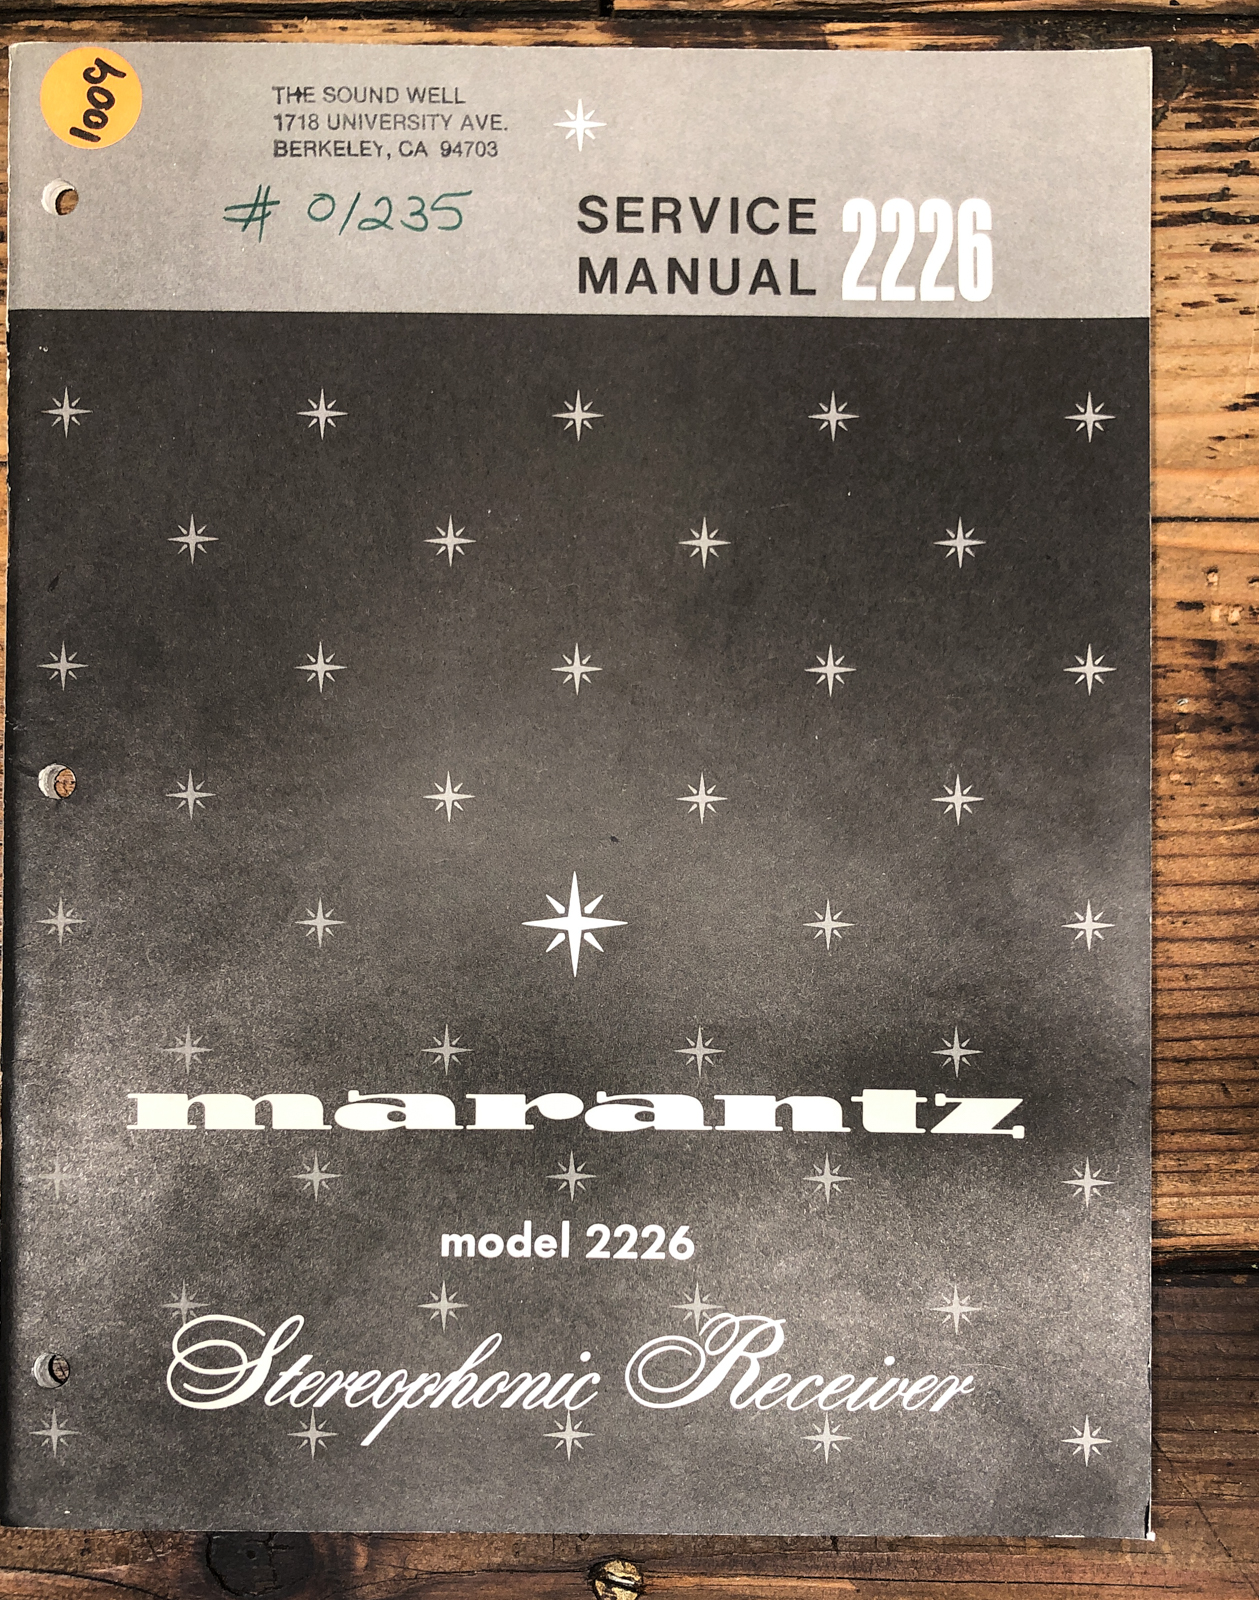 1009
THE SOUND WELL
1718 UNIVERSITY AVE.
BERKELEY, CA 94703
# 01235
SERVICE
MANUAL 2226
marantz
model 2226
Stereophonic Receiver